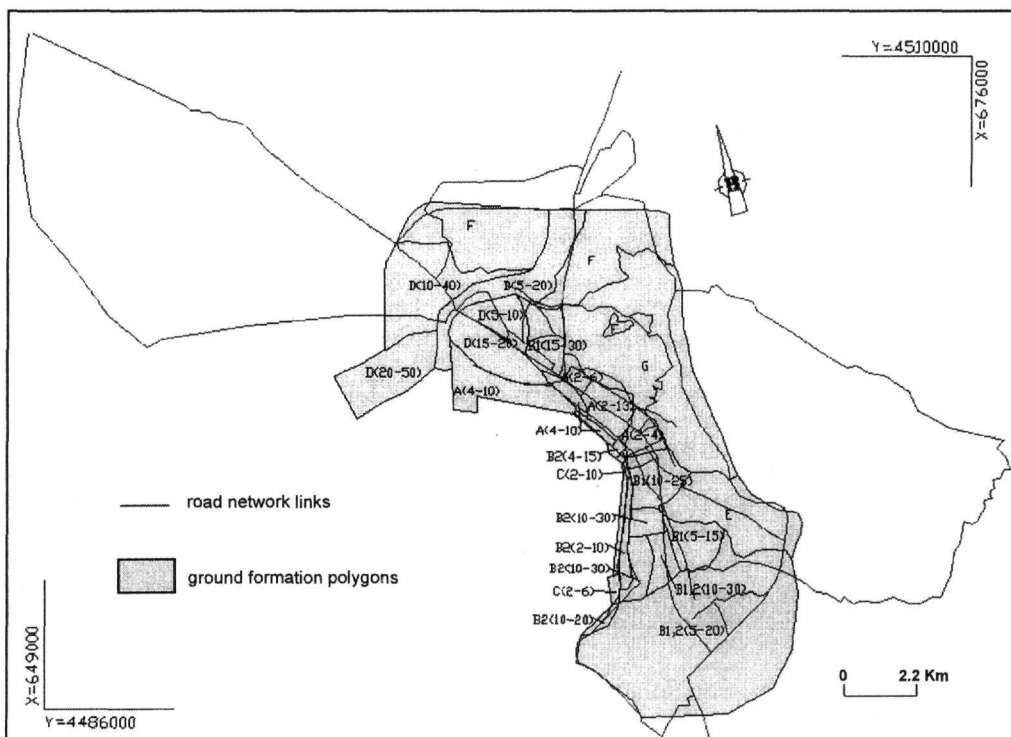 Y=4510000
X=676000
F
F
D(10-40)
D(5-20)
D(5-10)
F
D(15-20)
B1(15-30)
G
D(20-50)
A(4-10)
A(2-13)
A(4-10)
A(2-4)
B2(4-15)
C(2-10)
B1(10-25)
road network links
B2(10-30)
E
B1(5-15)
B2(2-10)
ground formation polygons
B2(10-30)
C(2-6)
B1,2(10-30)
B2(10-20)
B1,2(5-20)
X=649000
0 2.2 Km
Y=4486000